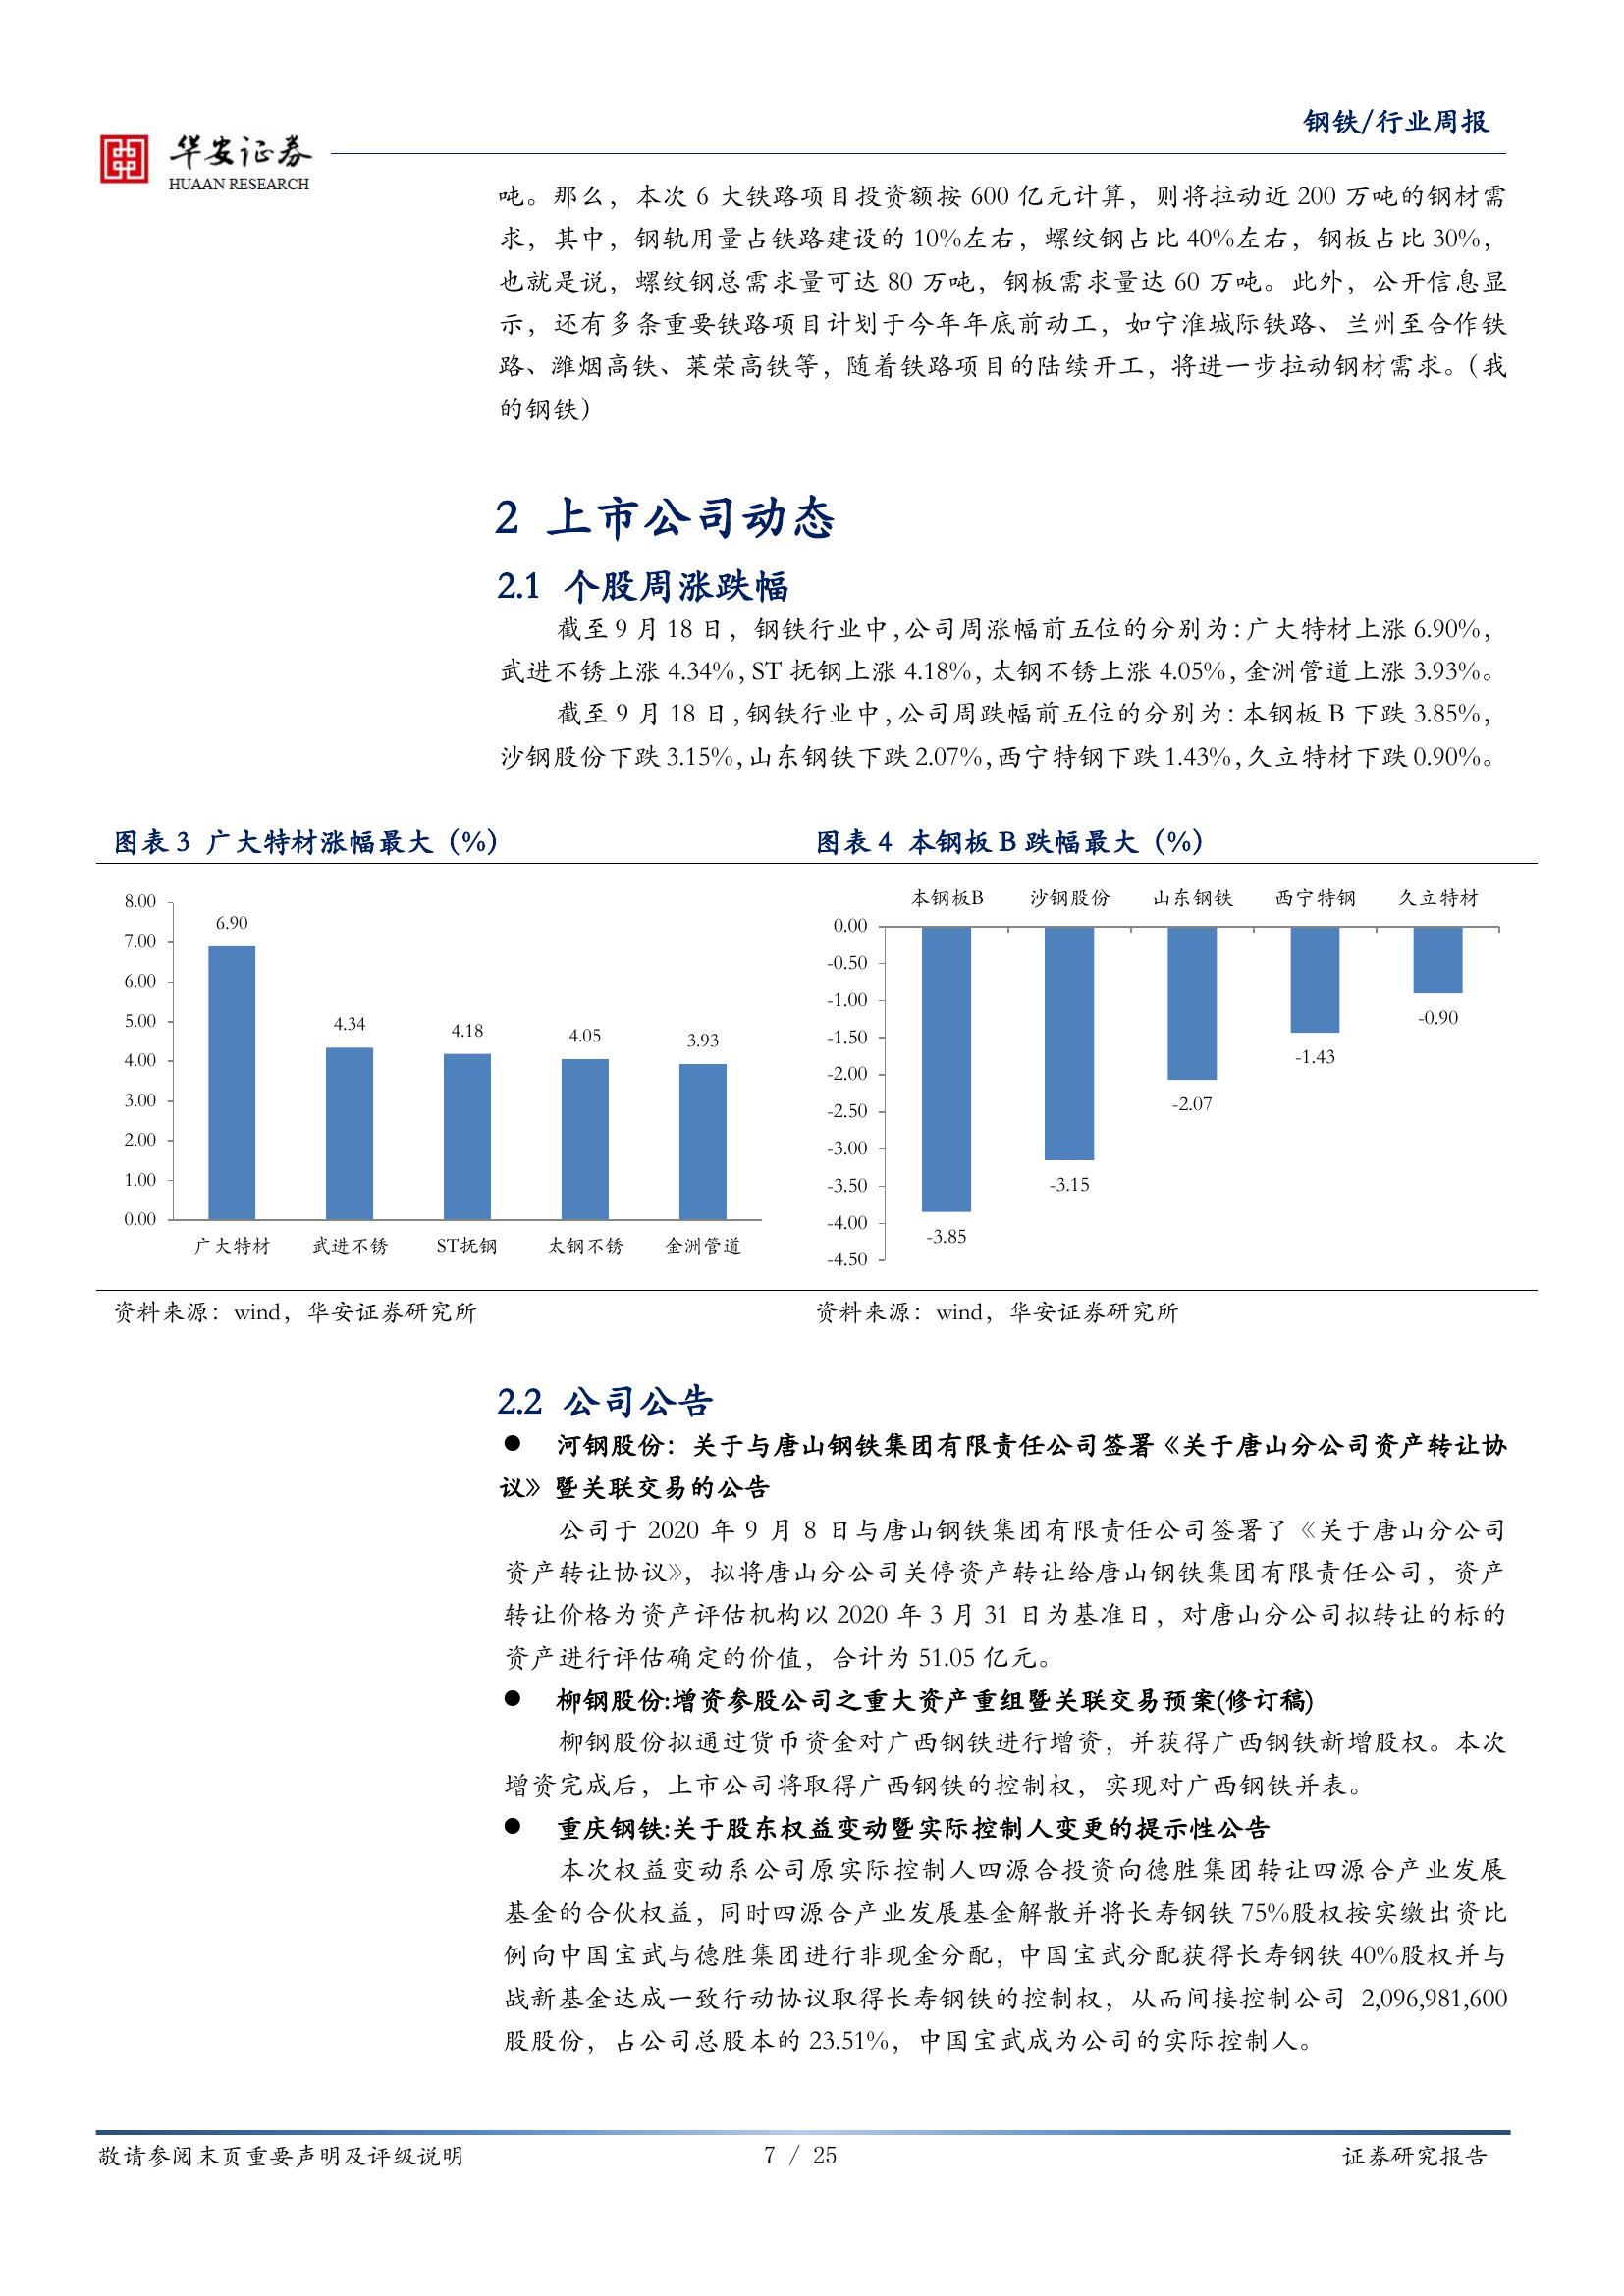 华安证券
HUAAN RESEARCH
钢铁/行业周报
吨。那么，本次 6 大铁路项目投资额按 600 亿元计算，则将拉动近 200 万吨的钢材需
求，其中，钢轨用量占铁路建设的 10%左右，螺纹钢占比 40%左右，钢板占比 30%，
也就是说，螺纹钢总需求量可达 80 万吨，钢板需求量达 60 万吨。此外，公开信息显
示，还有多条重要铁路项目计划于今年年底前动工，如宁淮城际铁路、兰州至合作铁
路、潍烟高铁、莱荣高铁等，随着铁路项目的陆续开工，将进一步拉动钢材需求。（我
的钢铁）
2 上市公司动态
2.1 个股周涨跌幅
截至 9 月 18 日，钢铁行业中，公司周涨幅前五位的分别为：广大特材上涨 6.90%，
武进不锈上涨 4.34%，ST 抚钢上涨 4.18%，太钢不锈上涨 4.05%，金洲管道上涨 3.93%。
截至 9 月 18 日，钢铁行业中，公司周跌幅前五位的分别为：本钢板 B 下跌 3.85%，
沙钢股份下跌 3.15%，山东钢铁下跌 2.07%，西宁特钢下跌 1.43%，久立特材下跌 0.90%。
图表 3 广大特材涨幅最大（%）
8.00
7.00
6.00
5.00
4.00
3.00
2.00
1.00
0.00
6.90
4.34
4.18
4.05
3.93
广大特材 武进不锈 ST抚钢 太钢不锈 金洲管道
资料来源：wind，华安证券研究所
图表 4 本钢板 B 跌幅最大（%）
本钢板B 沙钢股份 山东钢铁 西宁特钢 久立特材
0.00
-0.50
-1.00
-1.50
-2.00
-2.50
-3.00
-3.50
-4.00
-4.50
-3.85
-3.15
-2.07
-1.43
-0.90
资料来源：wind，华安证券研究所
2.2 公司公告
● 河钢股份：关于与唐山钢铁集团有限责任公司签署《关于唐山分公司资产转让协
议》暨关联交易的公告
公司于 2020 年 9 月 8 日与唐山钢铁集团有限责任公司签署了《关于唐山分公司
资产转让协议》，拟将唐山分公司关停资产转让给唐山钢铁集团有限责任公司，资产
转让价格为资产评估机构以 2020 年 3 月 31 日为基准日，对唐山分公司拟转让的标的
资产进行评估确定的价值，合计为 51.05 亿元。
● 柳钢股份:增资参股公司之重大资产重组暨关联交易预案(修订稿)
柳钢股份拟通过货币资金对广西钢铁进行增资，并获得广西钢铁新增股权。本次
增资完成后，上市公司将取得广西钢铁的控制权，实现对广西钢铁并表。
● 重庆钢铁:关于股东权益变动暨实际控制人变更的提示性公告
本次权益变动系公司原实际控制人四源合投资向德胜集团转让四源合产业发展
基金的合伙权益，同时四源合产业发展基金解散并将长寿钢铁 75%股权按实缴出资比
例向中国宝武与德胜集团进行非现金分配，中国宝武分配获得长寿钢铁 40%股权并与
战新基金达成一致行动协议取得长寿钢铁的控制权，从而间接控制公司 2,096,981,600
股股份，占公司总股本的 23.51%，中国宝武成为公司的实际控制人。
敬请参阅末页重要声明及评级说明
7 / 25
证券研究报告